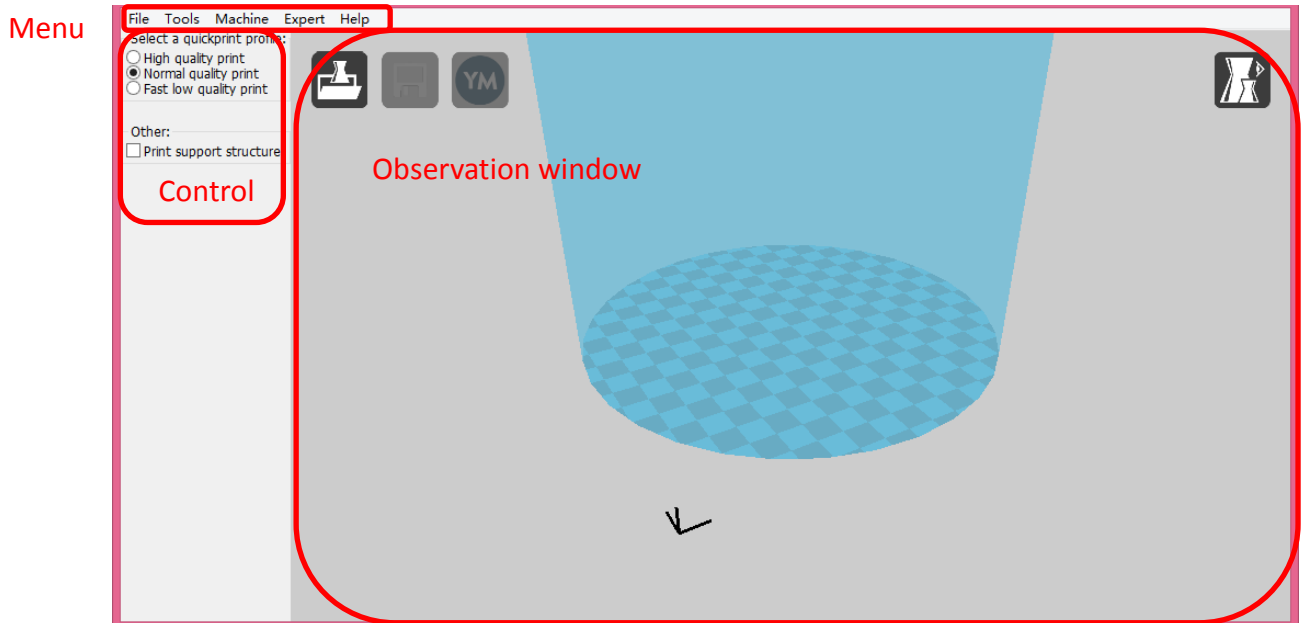 Menu
File Tools Machine Expert Help
Select a quickprint profile:
High quality print
Normal quality print
Fast low quality print
YM
Other:
Print support structure
Observation window
Control